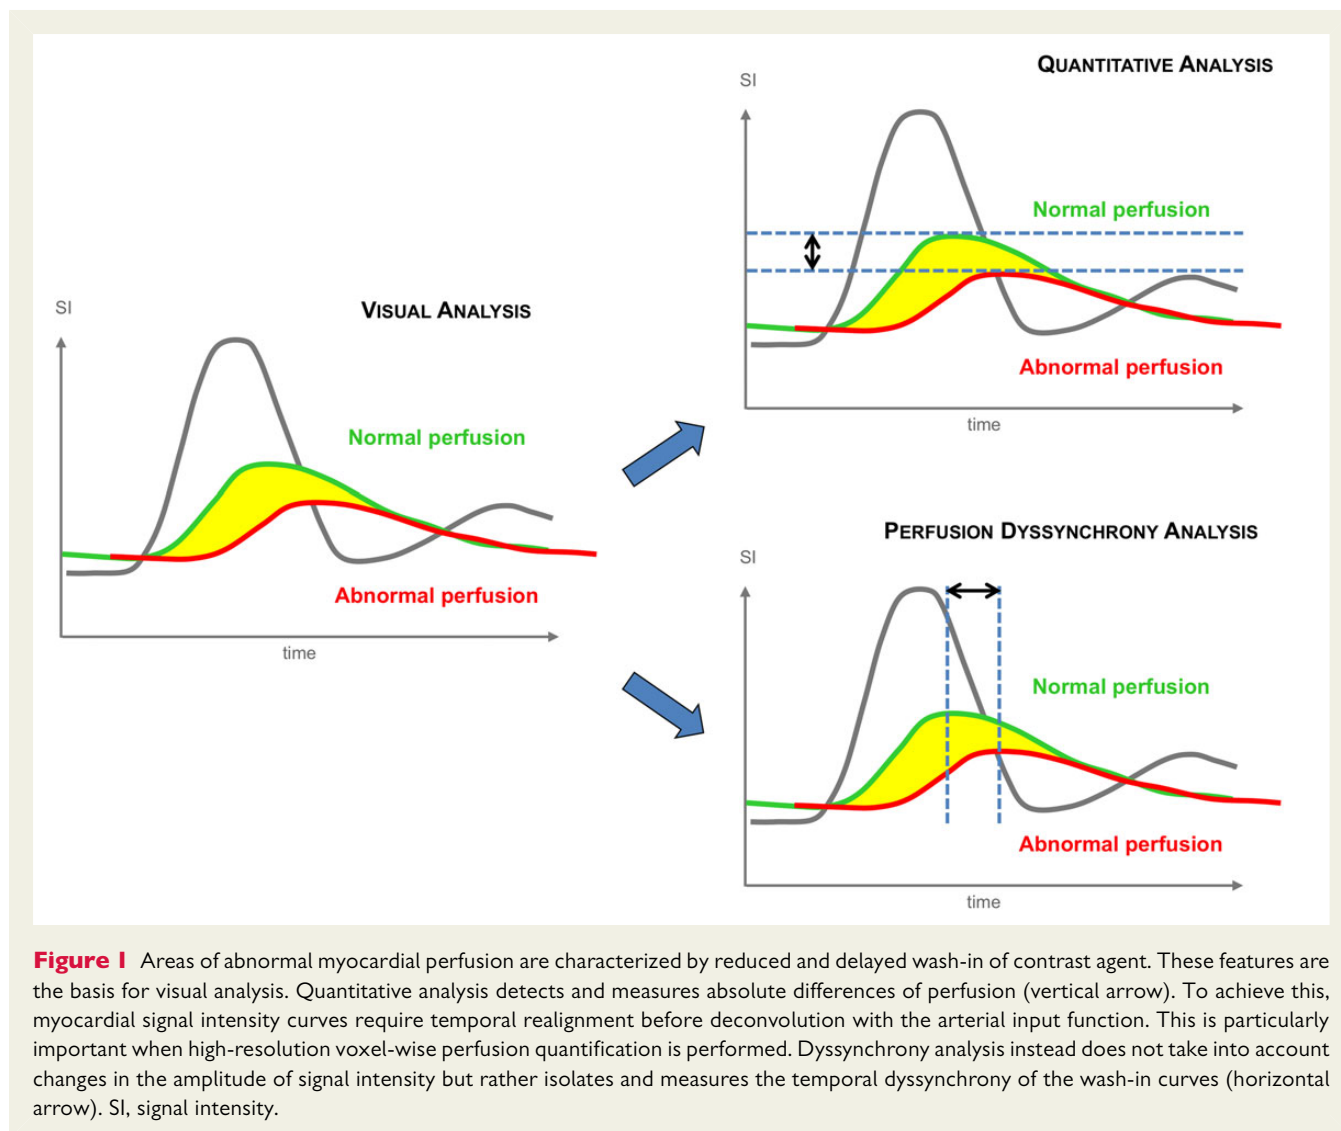 QUANTITATIVE ANALYSIS
SI
Normal perfusion
Abnormal perfusion
time
VISUAL ANALYSIS
SI
Normal perfusion
Abnormal perfusion
time
PERFUSION DYSSYNCHRONY ANALYSIS
SI
Normal perfusion
Abnormal perfusion
time
Figure 1 Areas of abnormal myocardial perfusion are characterized by reduced and delayed wash-in of contrast agent. These features are
the basis for visual analysis. Quantitative analysis detects and measures absolute differences of perfusion (vertical arrow). To achieve this,
myocardial signal intensity curves require temporal realignment before deconvolution with the arterial input function. This is particularly
important when high-resolution voxel-wise perfusion quantification is performed. Dyssynchrony analysis instead does not take into account
changes in the amplitude of signal intensity but rather isolates and measures the temporal dyssynchrony of the wash-in curves (horizontal
arrow). SI, signal intensity.